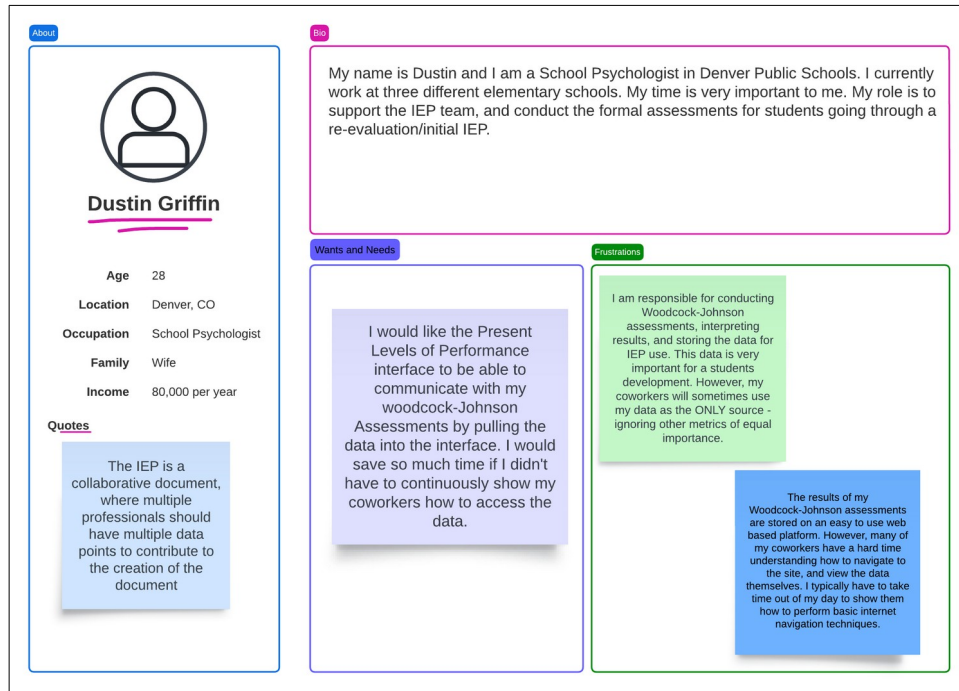 About
Dustin Griffin
Age 28
Location Denver, CO
Occupation School Psychologist
Family Wife
Income 80,000 per year
Quotes
The IEP is a
collaborative document,
where multiple
professionals should
have multiple data
points to contribute to
the creation of the
document
Bio
My name is Dustin and I am a School Psychologist in Denver Public Schools. I currently
work at three different elementary schools. My time is very important to me. My role is to
support the IEP team, and conduct the formal assessments for students going through a
re-evaluation/initial IEP.
Wants and Needs
I would like the Present
Levels of Performance
interface to be able to
communicate with my
woodcock-Johnson
Assessments by pulling the
data into the interface. I would
save so much time if I didn't
have to continuously show my
coworkers how to access the
data.
Frustrations
I am responsible for conducting
Woodcock-Johnson
assessments, interpreting
results, and storing the data for
IEP use. This data is very
important for a students
development. However, my
coworkers will sometimes use
my data as the ONLY source -
ignoring other metrics of equal
importance.
The results of my
Woodcock-Johnson assessments
are stored on an easy to use web
based platform. However, many of
my coworkers have a hard time
understanding how to navigate to
the site, and view the data
themselves. I typically have to take
time out of my day to show them
how to perform basic internet
navigation techniques.